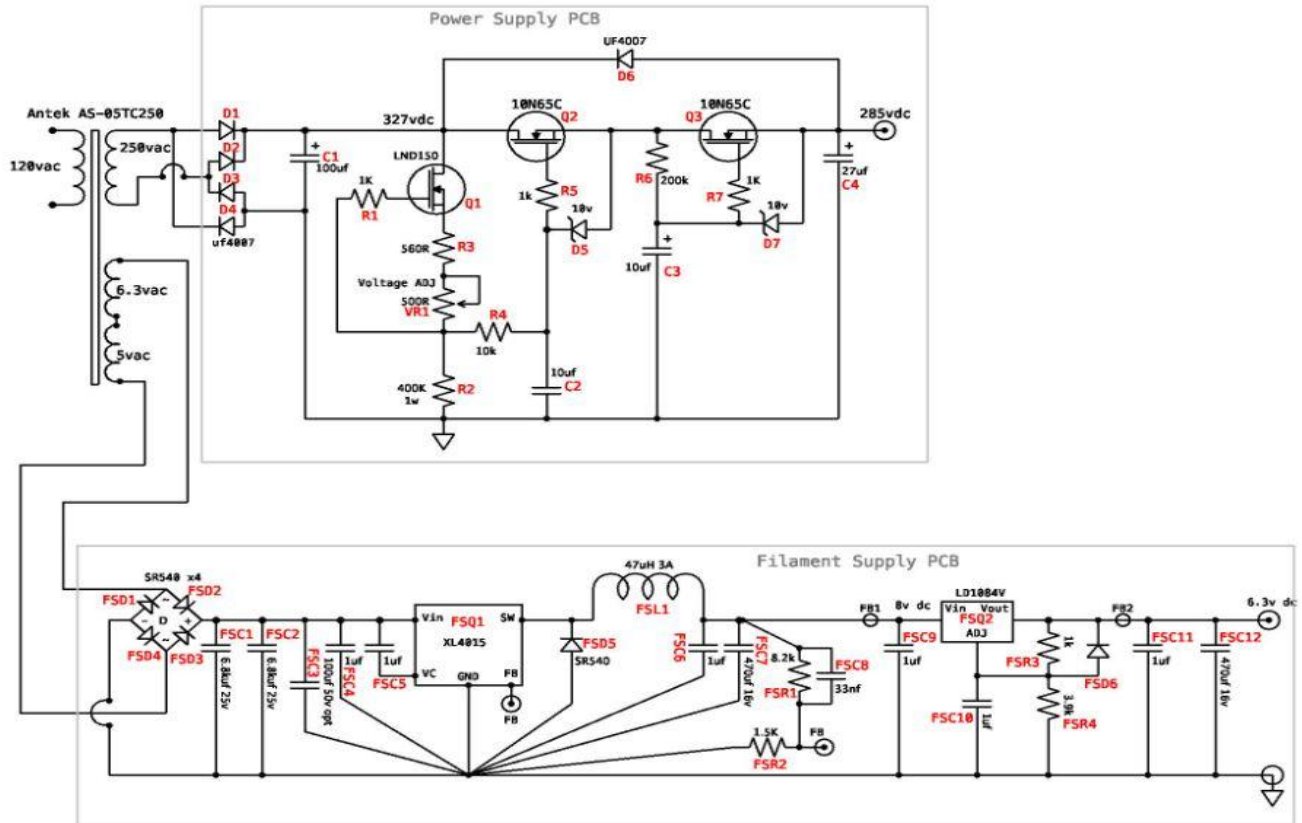 Power Supply PCB
UF4007
D6
Antek AS-05TC250
D1
327vdc
10N65C
Q2
10N65C
Q3
285vdc
250vac
D2
120vac
D3
D4
uf4007
+
C1
100uf
LND150
1K
R1
Q1
R5
1k
10v
D5
R6
200k
1K
R7
10v
D7
+
27uf
C4
560R
R3
+
10uf
C3
Voltage ADJ
500R
VR1
R4
10k
6.3vac
5vac
10uf
C2
400K
1w
R2
Filament Supply PCB
SR540 x4
FSD1
FSD2
~
-
D
+
~
FSD4
FSD3
FSC1
6.8kuf 25v
FSC2
6.8kuf 25v
FSC3
100uf 50v opt
FSC4
1uf
FSC5
1uf
Vin
FSQ1
SW
XL4015
VC
GND
FB
FB
FSD5
SR540
47uH 3A
FSL1
FSC6
1uf
FSC7
470uf 16v
8.2k
FSR1
FSC8
33nf
1.5K
FSR2
FB
FB1
8v dc
FSC9
1uf
LD1084V
Vin
Vout
FSQ2
ADJ
FB2
6.3v dc
1k
FSR3
FSD6
FSC10
1uf
3.9k
FSR4
FSC11
1uf
FSC12
470uf 16v